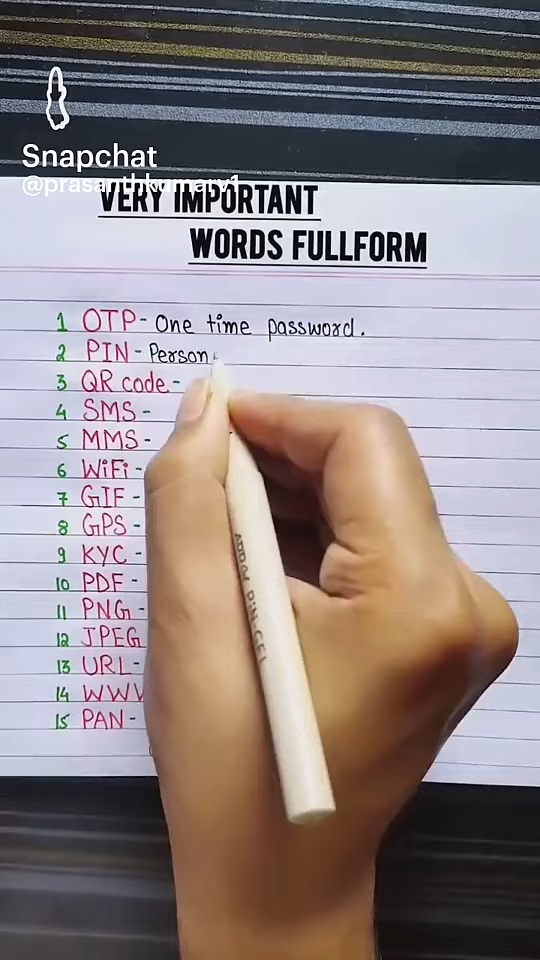 Snapchat
@prasanthkumarv1
VERY IMPORTANT
WORDS FULLFORM
1 OTP - One time password.
2 PIN - Person
3 QR code -
4 SMS -
5 MMS -
6 WiFi -
7 GIF -
8 GPS -
9 KYC -
10 PDF -
11 PNG -
12 JPEG
13 URL -
14 WWW
15 PAN -